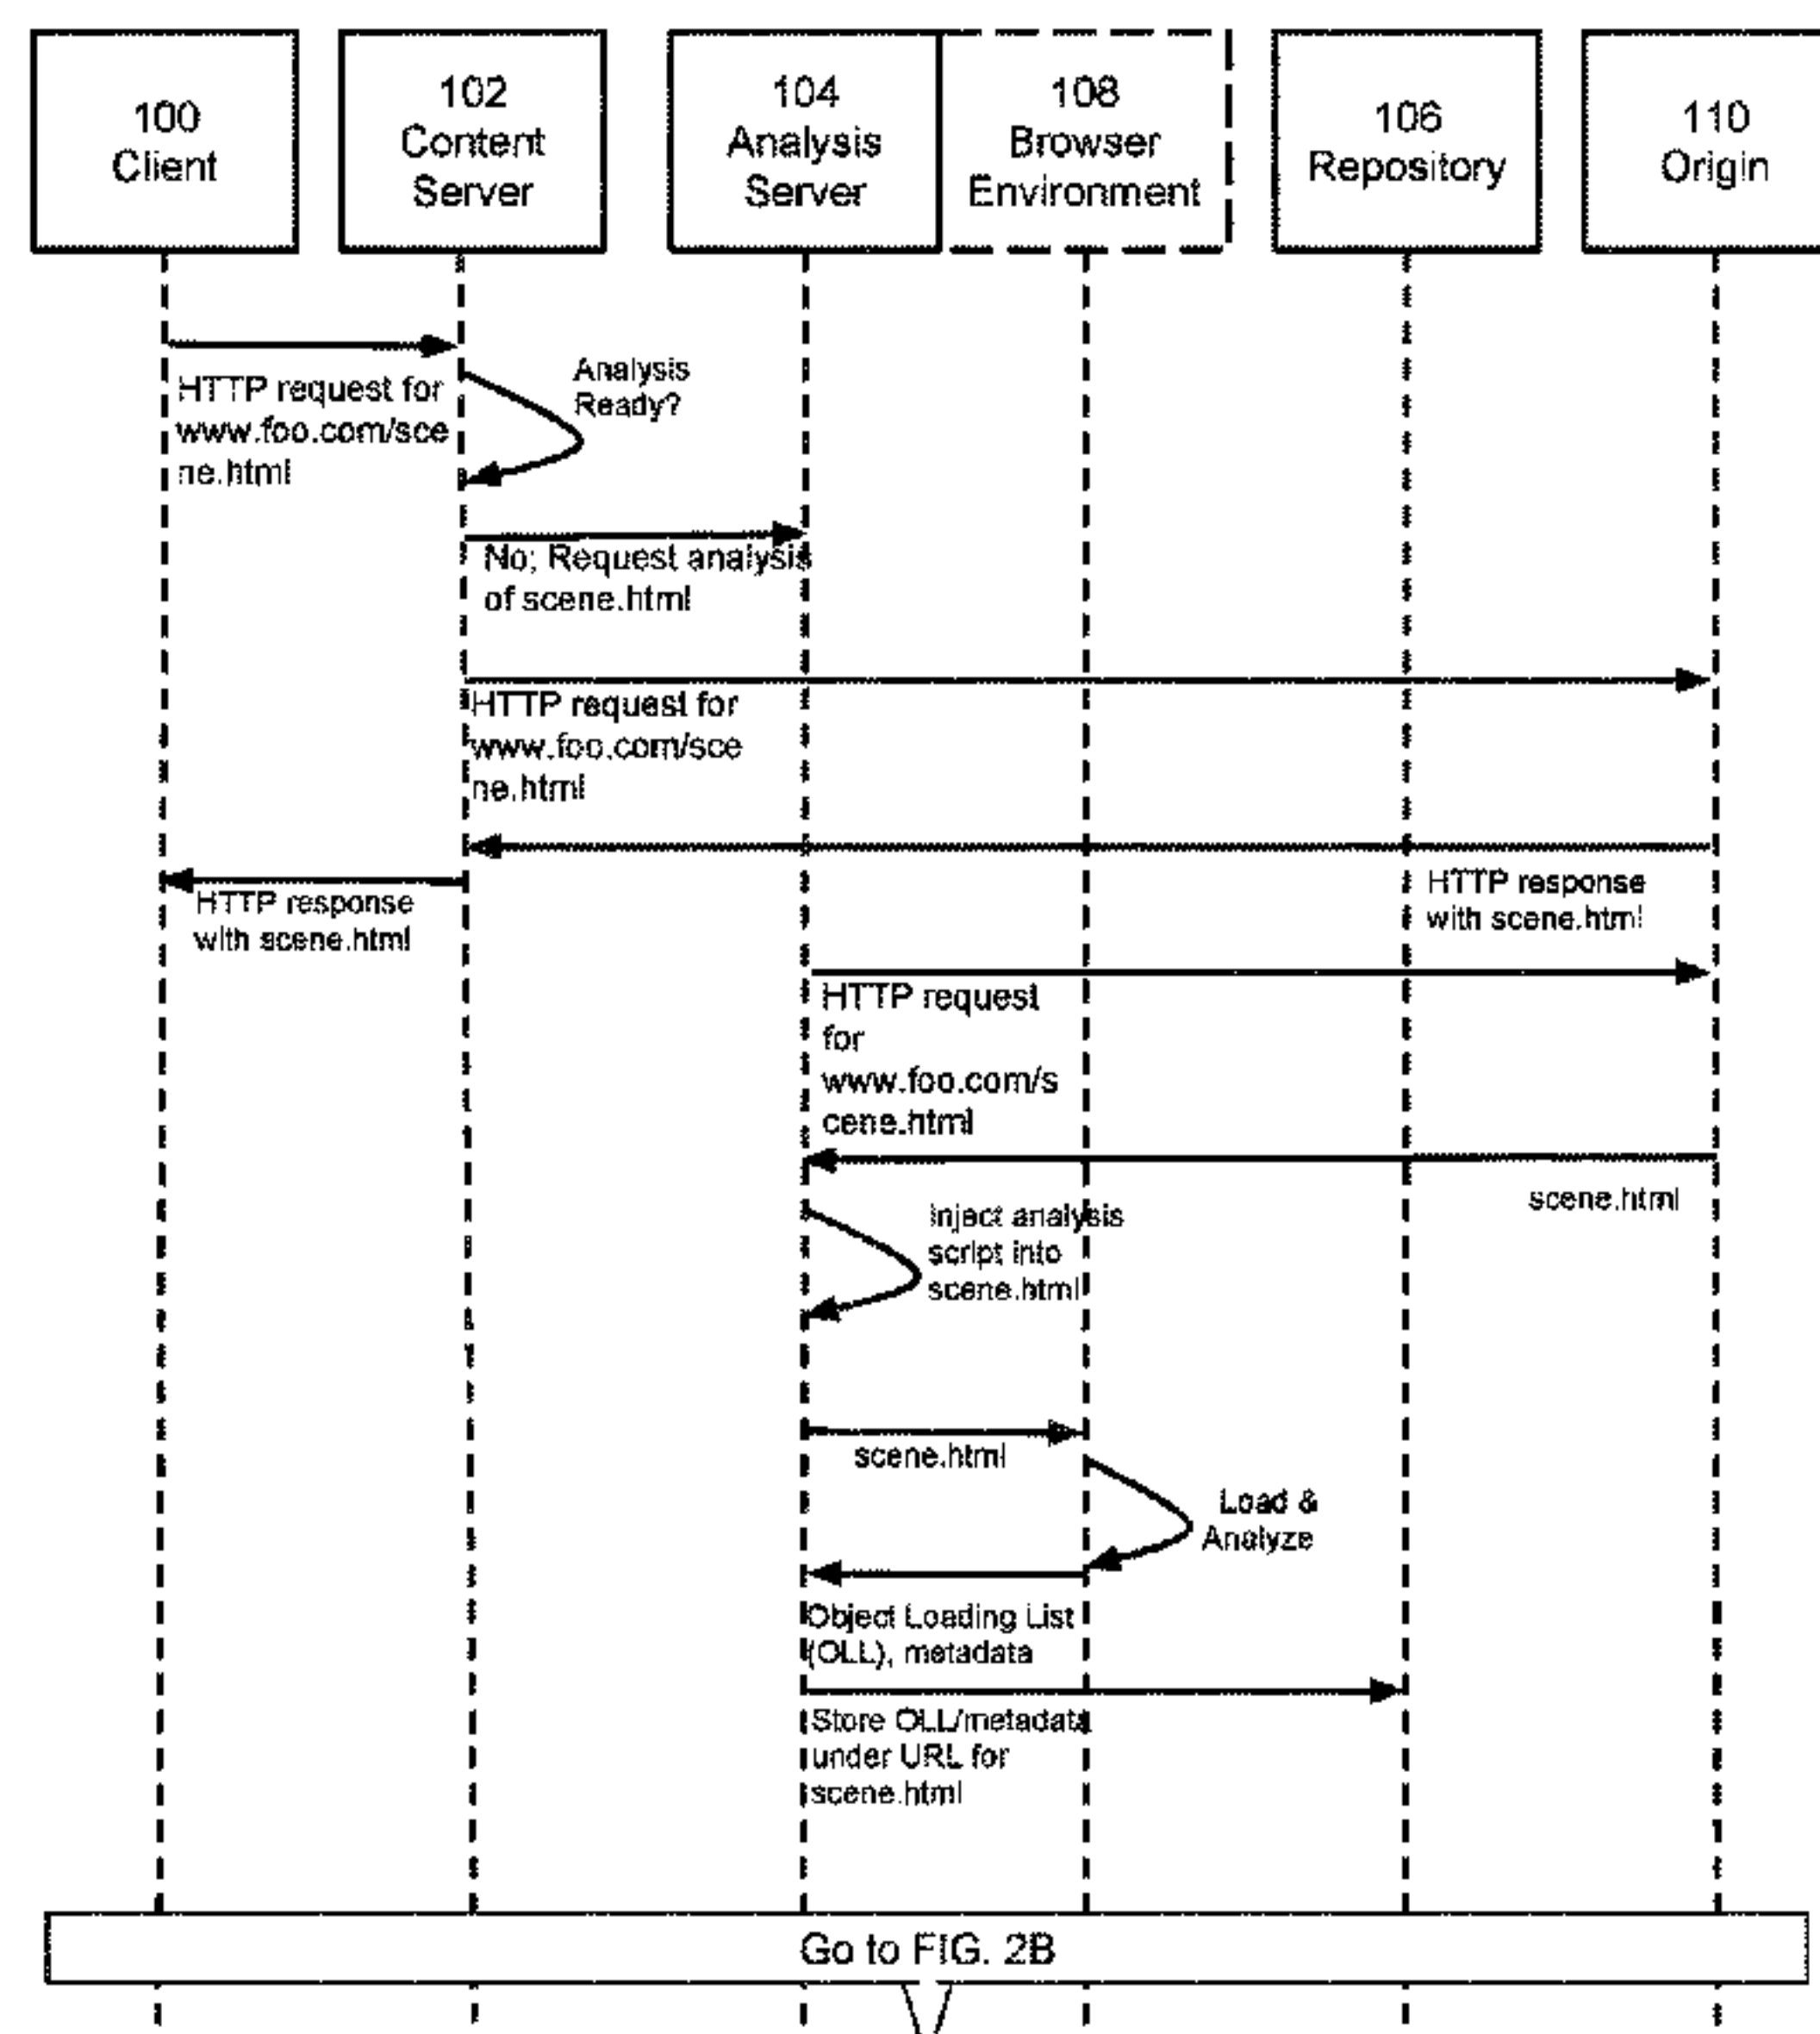 100
Client
102
Content
Server
104
Analysis
Server
108
Browser
Environment
106
Repository
110
Origin
HTTP request for
www.foo.com/sce
ne.html
Analysis
Ready?
No; Request analysis
of scene.html
HTTP request for
www.foo.com/sce
ne.html
HTTP response
with scene.html
HTTP response
with scene.html
HTTP request
for
www.foo.com/s
cene.html
scene.html
Inject analysis
script into
scene.html
scene.html
Load &
Analyze
Object Loading List
(OLL), metadata
Store OLL/metadata
under URL for
scene.html
Go to FIG. 2B